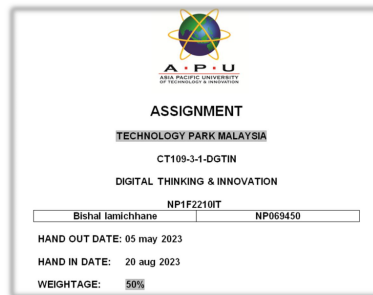 A • P • U
ASIA PACIFIC UNIVERSITY
OF TECHNOLOGY & INNOVATION
ASSIGNMENT
TECHNOLOGY PARK MALAYSIA
CT109-3-1-DGTIN
DIGITAL THINKING & INNOVATION
NP1F2210IT
Bishal lamichhane NP069450
HAND OUT DATE: 05 may 2023
HAND IN DATE: 20 aug 2023
WEIGHTAGE: 50%